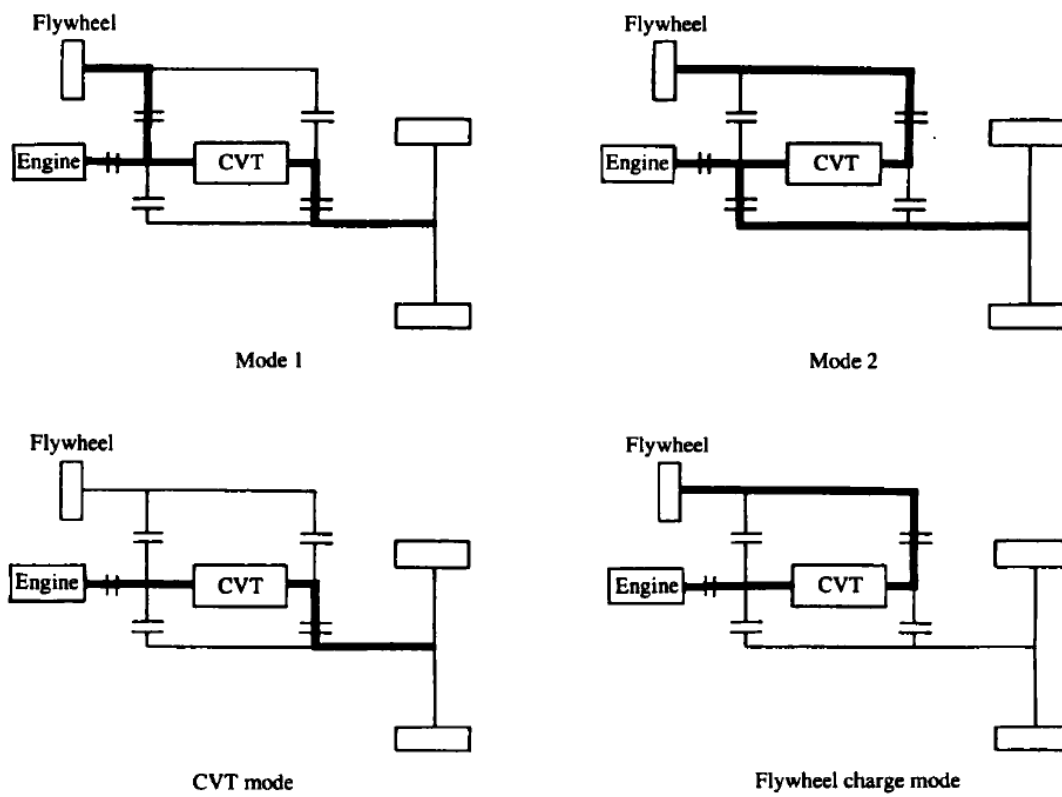 Flywheel
Engine
CVT
Mode 1
Flywheel
Engine
CVT
Mode 2
Flywheel
Engine
CVT
CVT mode
Flywheel
Engine
CVT
Flywheel charge mode